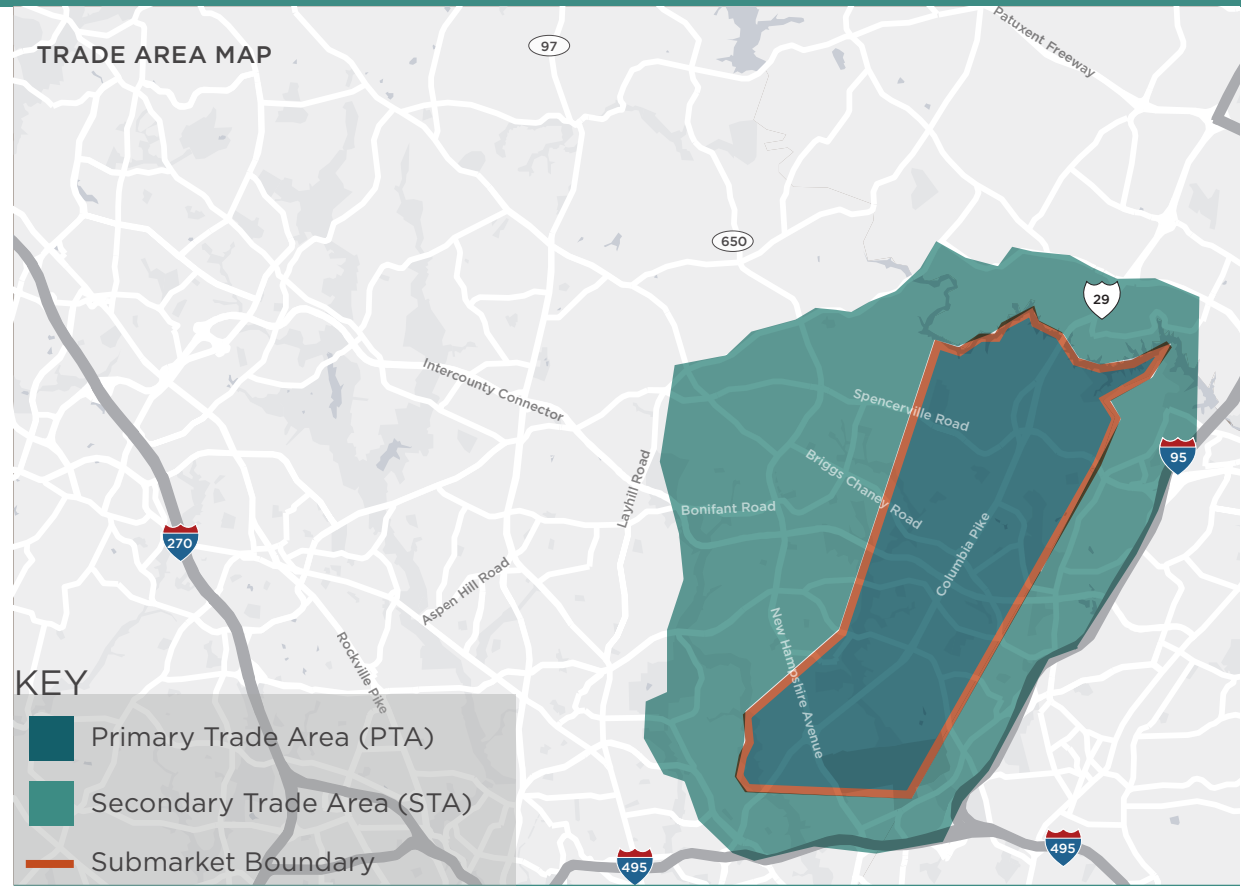 TRADE AREA MAP
97
Patuxent Freeway
650
29
Intercounty Connector
Spencerville Road
Layhill Road
Briggs Chaney Road
95
Bonifant Road
270
Columbia Pike
Aspen Hill Road
New Hampshire Avenue
Rockville Pike
KEY
Primary Trade Area (PTA)
Secondary Trade Area (STA)
Submarket Boundary
495
495